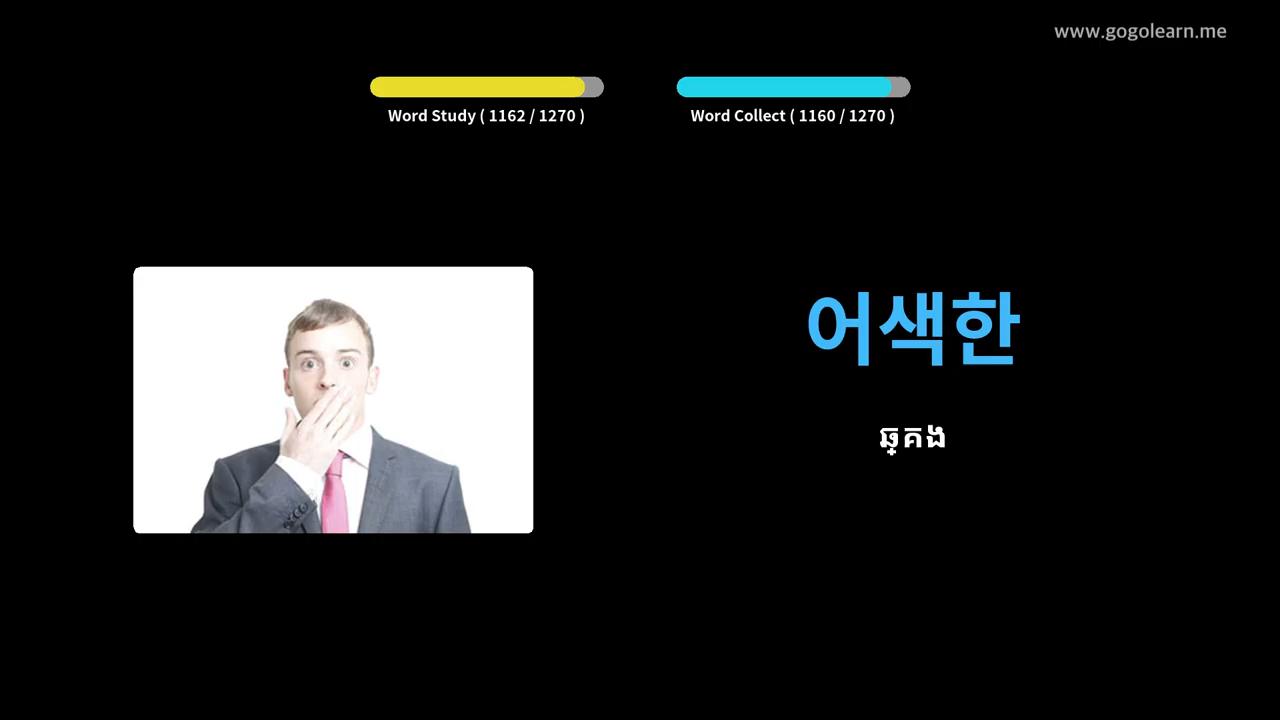 www.gogolearn.me
Word Study ( 1162 / 1270 )
Word Collect ( 1160 / 1270 )
어색한
ឆ្គង